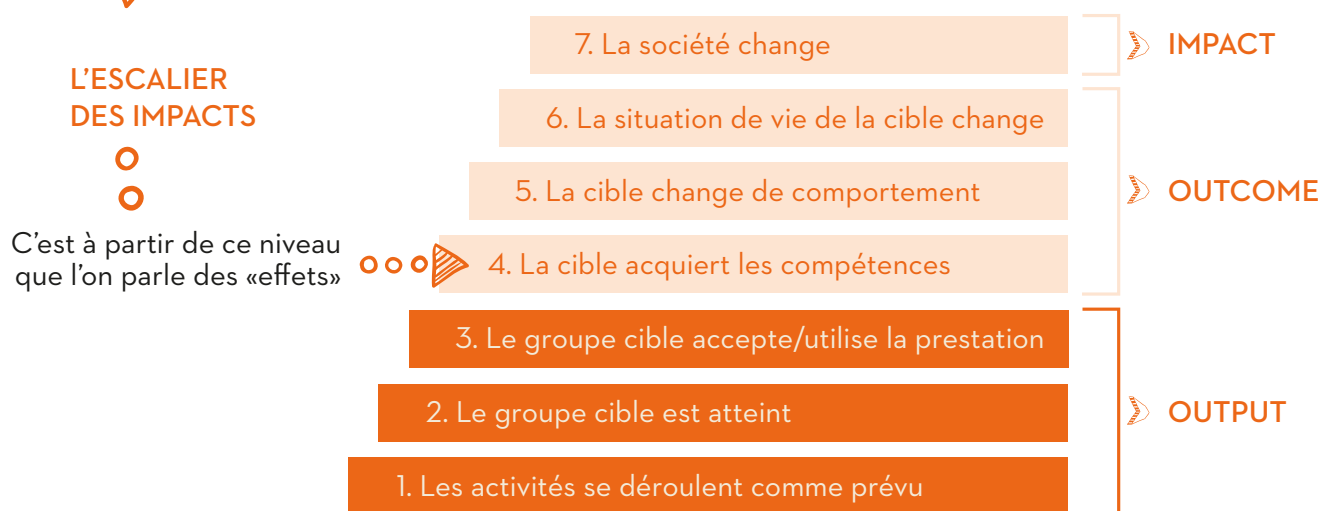 7. La société change
IMPACT
L'ESCALIER
DES IMPACTS
6. La situation de vie de la cible change
5. La cible change de comportement
OUTCOME
C'est à partir de ce niveau
que l'on parle des «effets»
4. La cible acquiert les compétences
3. Le groupe cible accepte/utilise la prestation
2. Le groupe cible est atteint
OUTPUT
1. Les activités se déroulent comme prévu